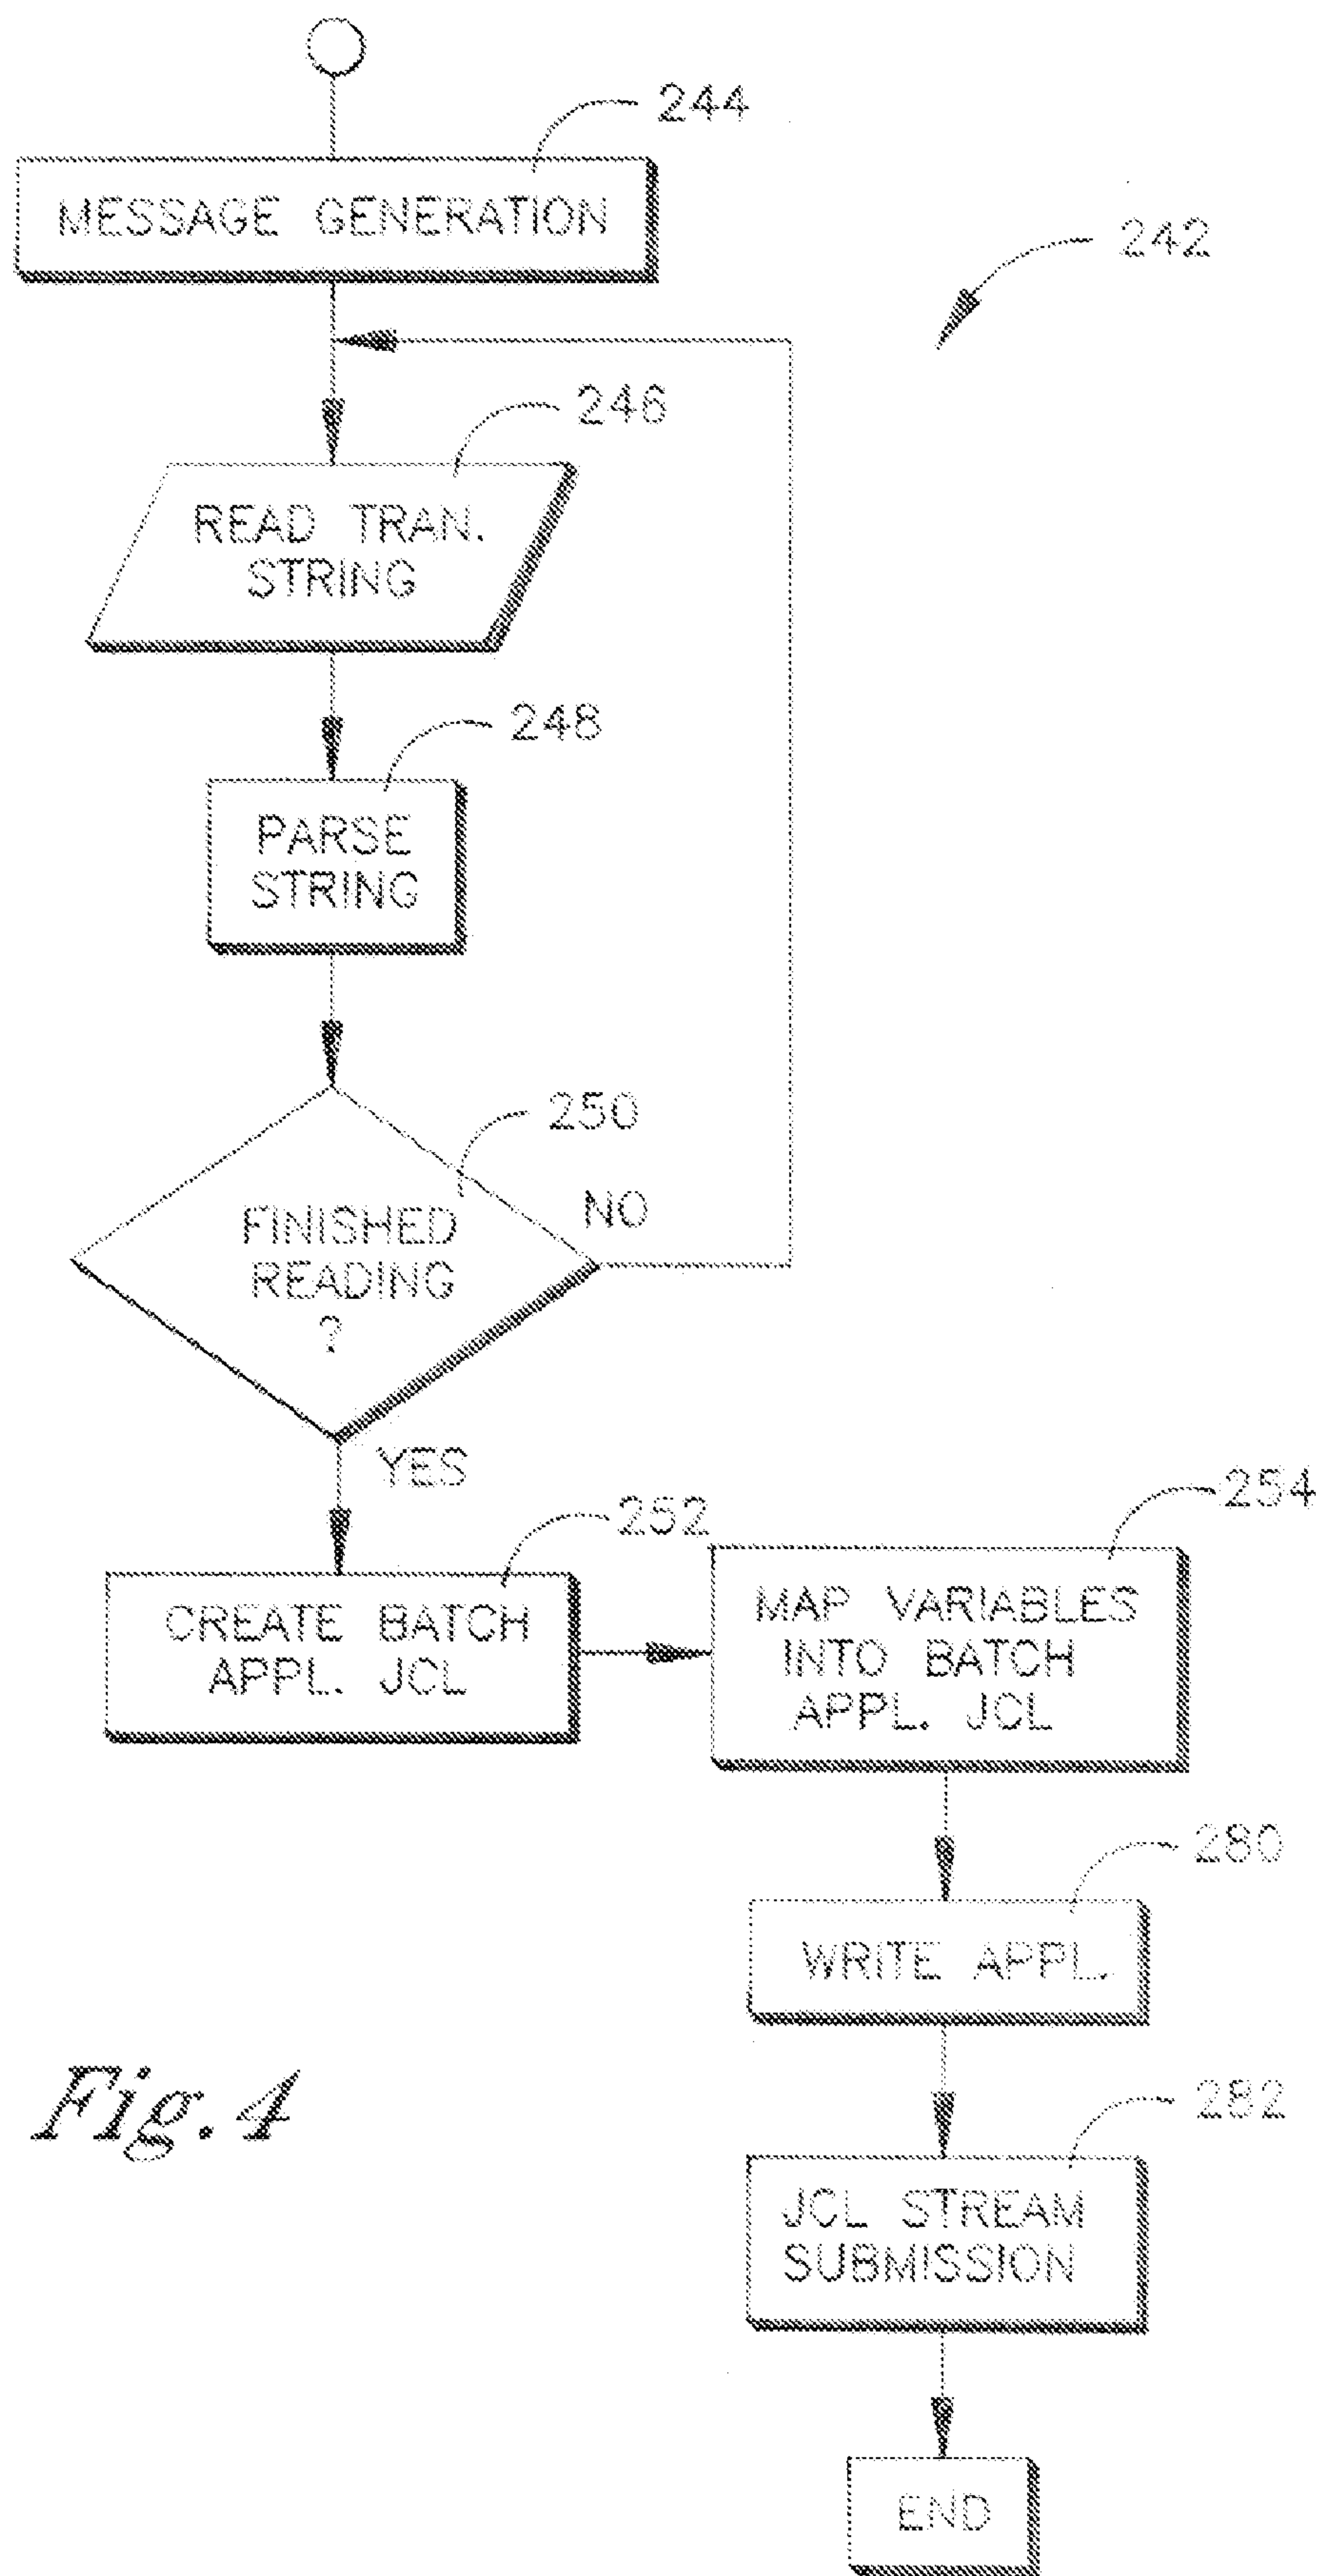 244
MESSAGE GENERATION
242
246
READ TRAN.
STRING
248
PARSE
STRING
250
NO
FINISHED
READING
?
YES
252
254
CREATE BATCH
APPL. JCL
MAP VARIABLES
INTO BATCH
APPL. JCL
280
WRITE APPL.
Fig. 4
282
JCL STREAM
SUBMISSION
END